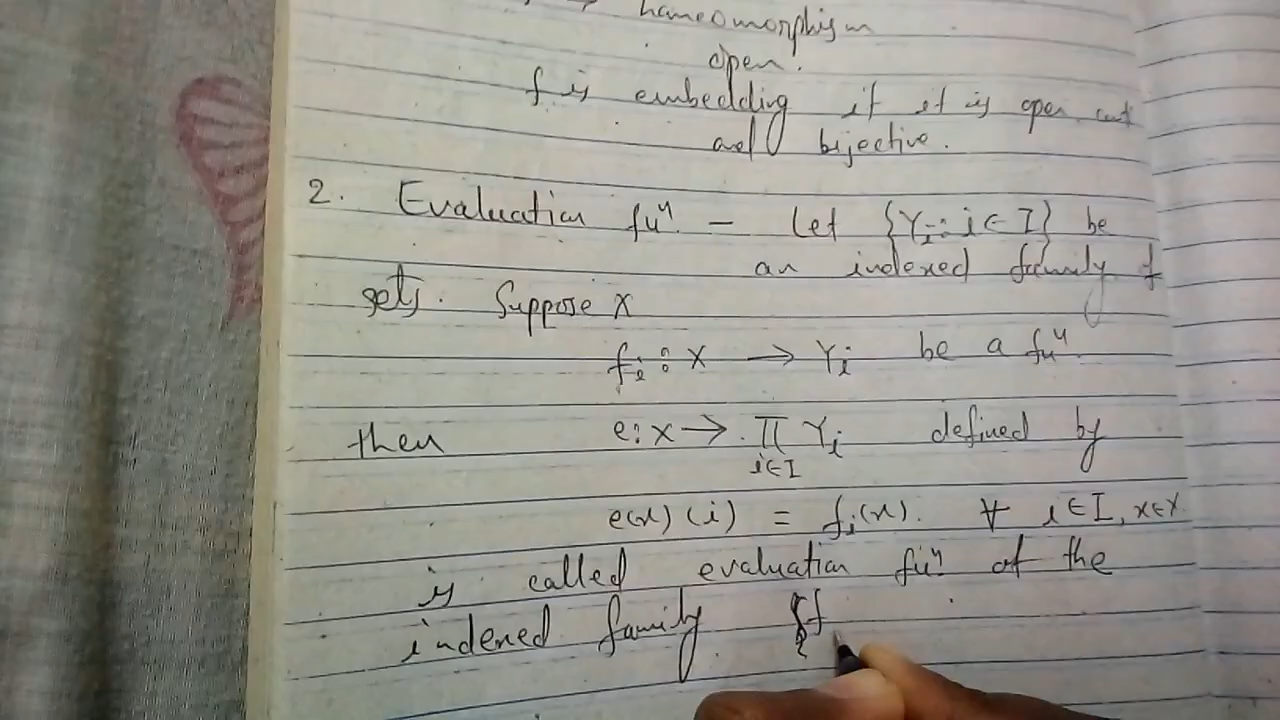 homeomorphism
open.
f is embedding if it is open cont
and bijective.
2. Evaluation fuⁿ. - Let {Yᵢ : i ∈ I} be
an indexed family of
sets. Suppose X
fᵢ : X → Yᵢ be a fuⁿ.
then e: X → ∏ Yᵢ defined by
i∈I
e(x)(i) = fᵢ(x). ∀ i ∈ I, x∈X.
is called evaluation fuⁿ of the
indexed family {f